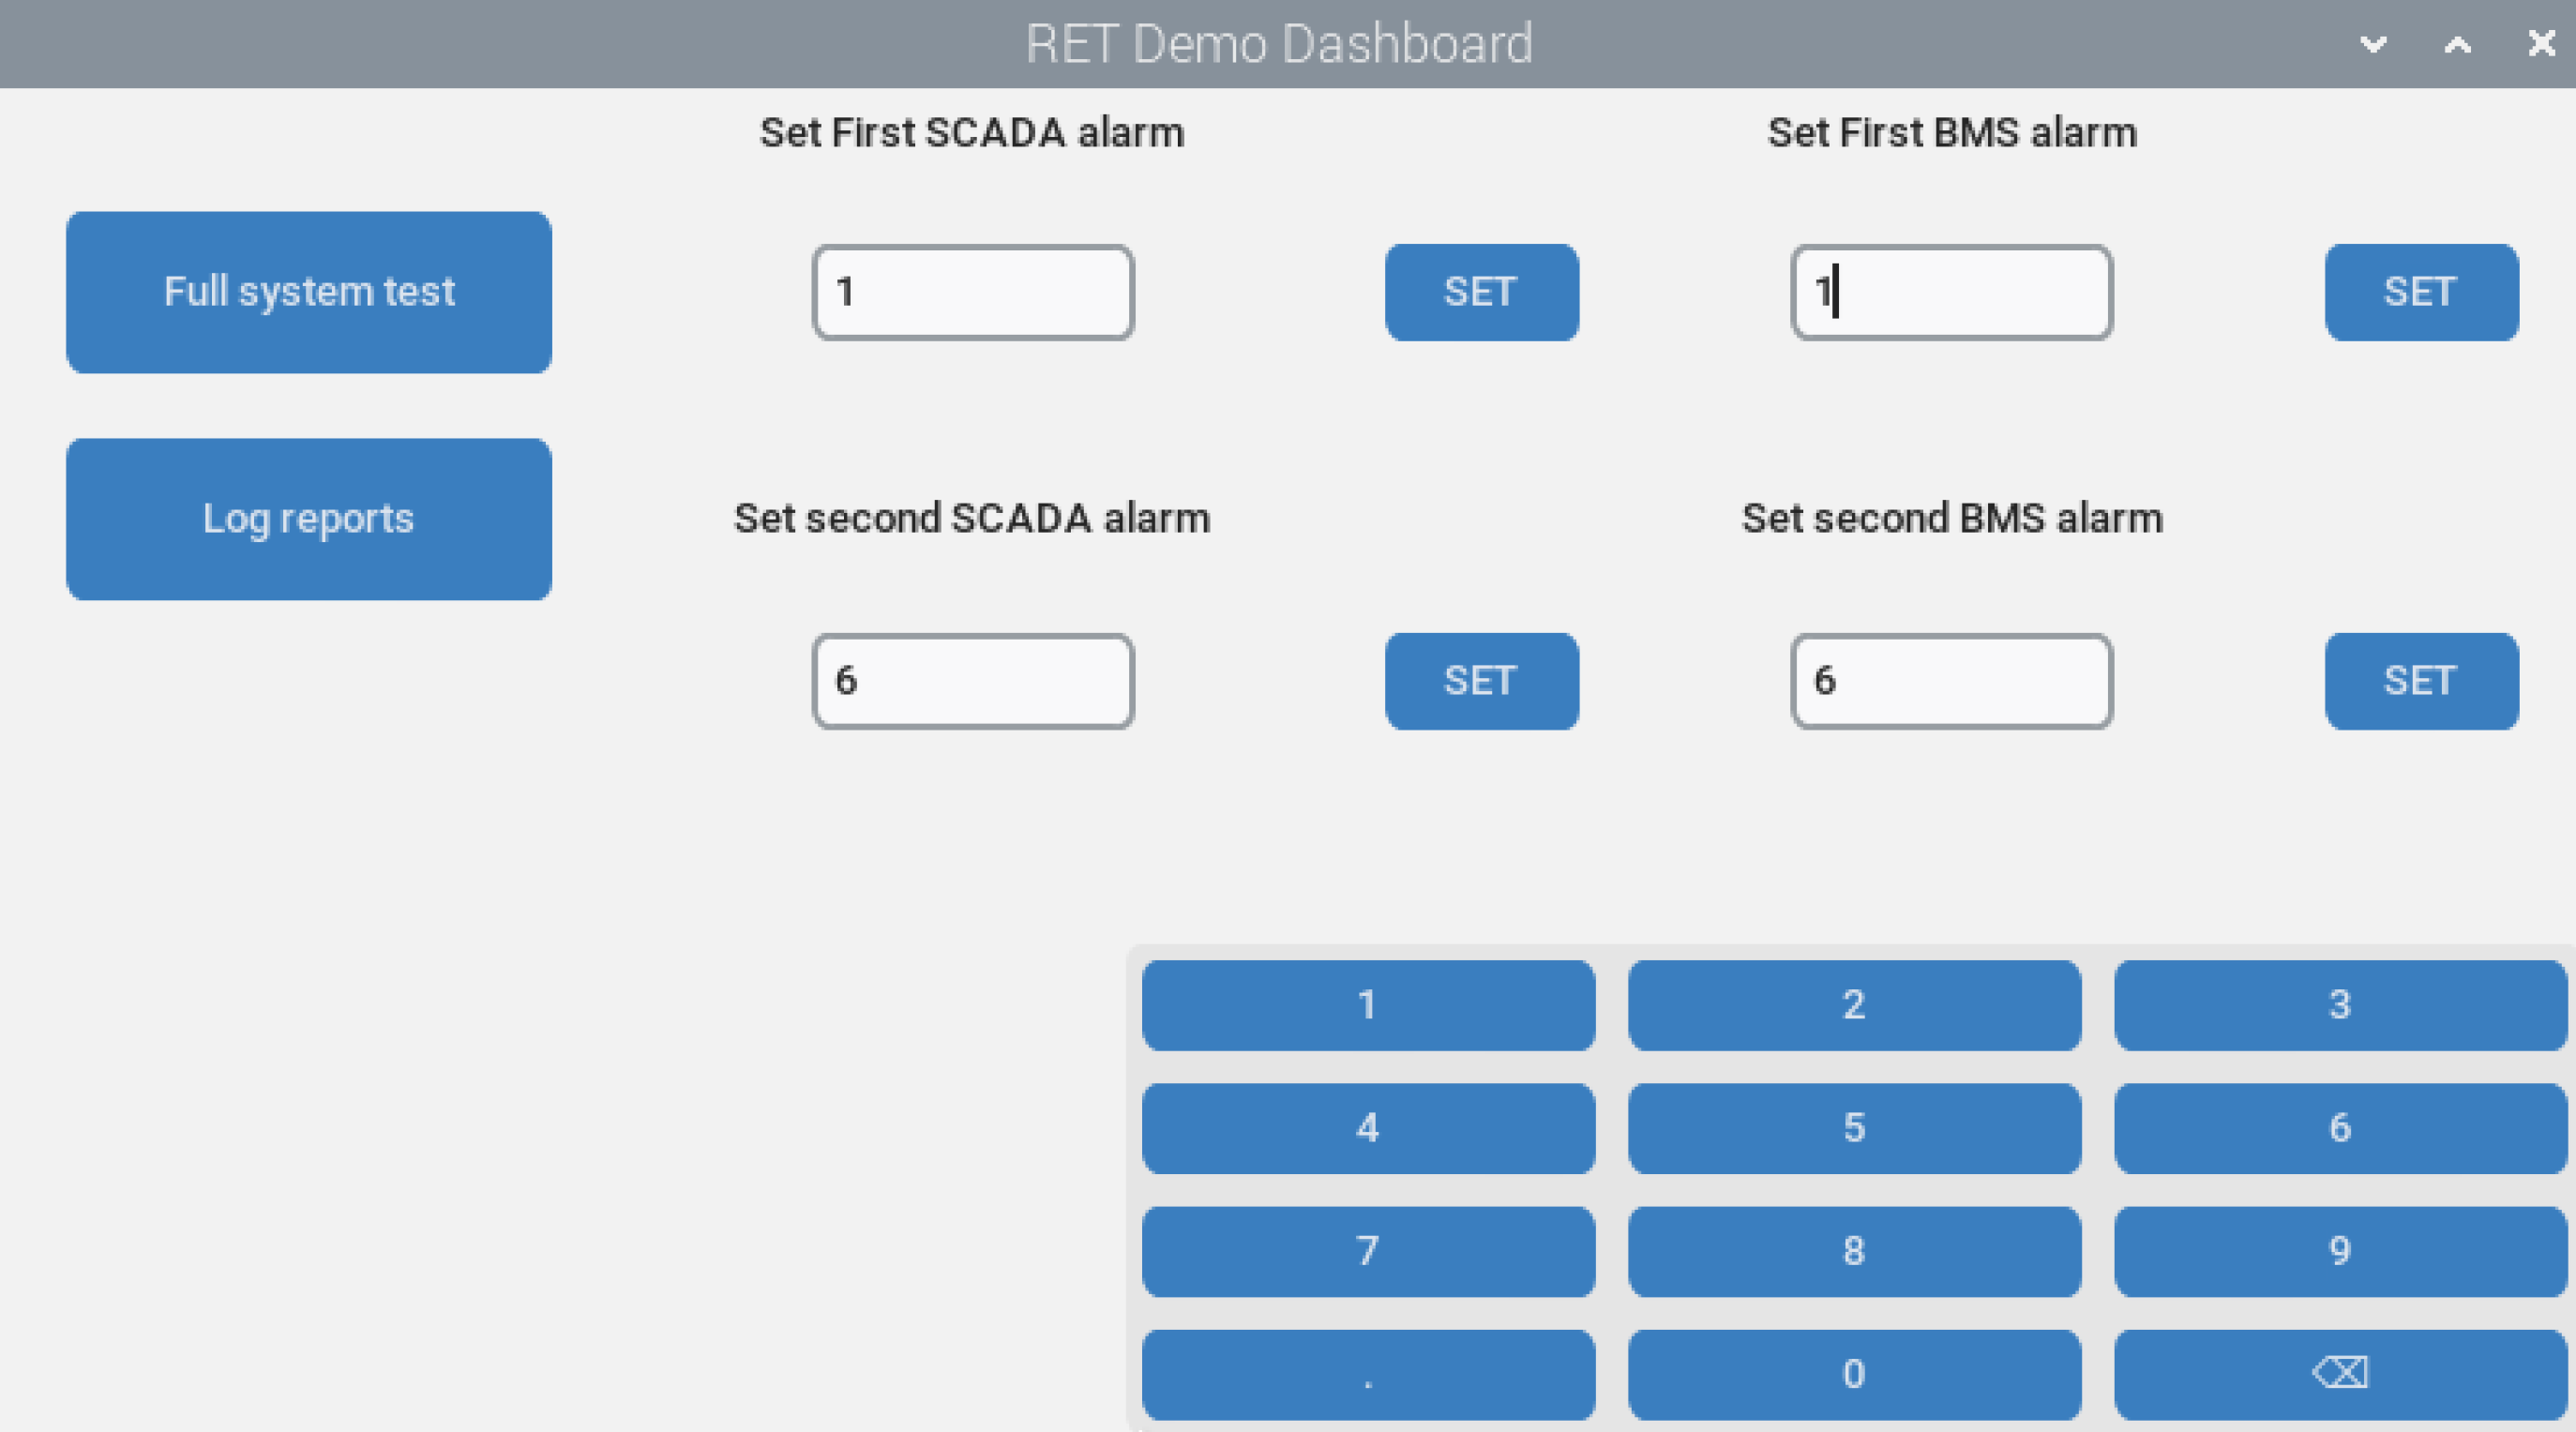 RET Demo Dashboard
Set First SCADA alarm
Set First BMS alarm
Full system test
1
SET
1
SET
Log reports
Set second SCADA alarm
Set second BMS alarm
6
SET
6
SET
1 2 3
4 5 6
7 8 9
. 0 ⌫